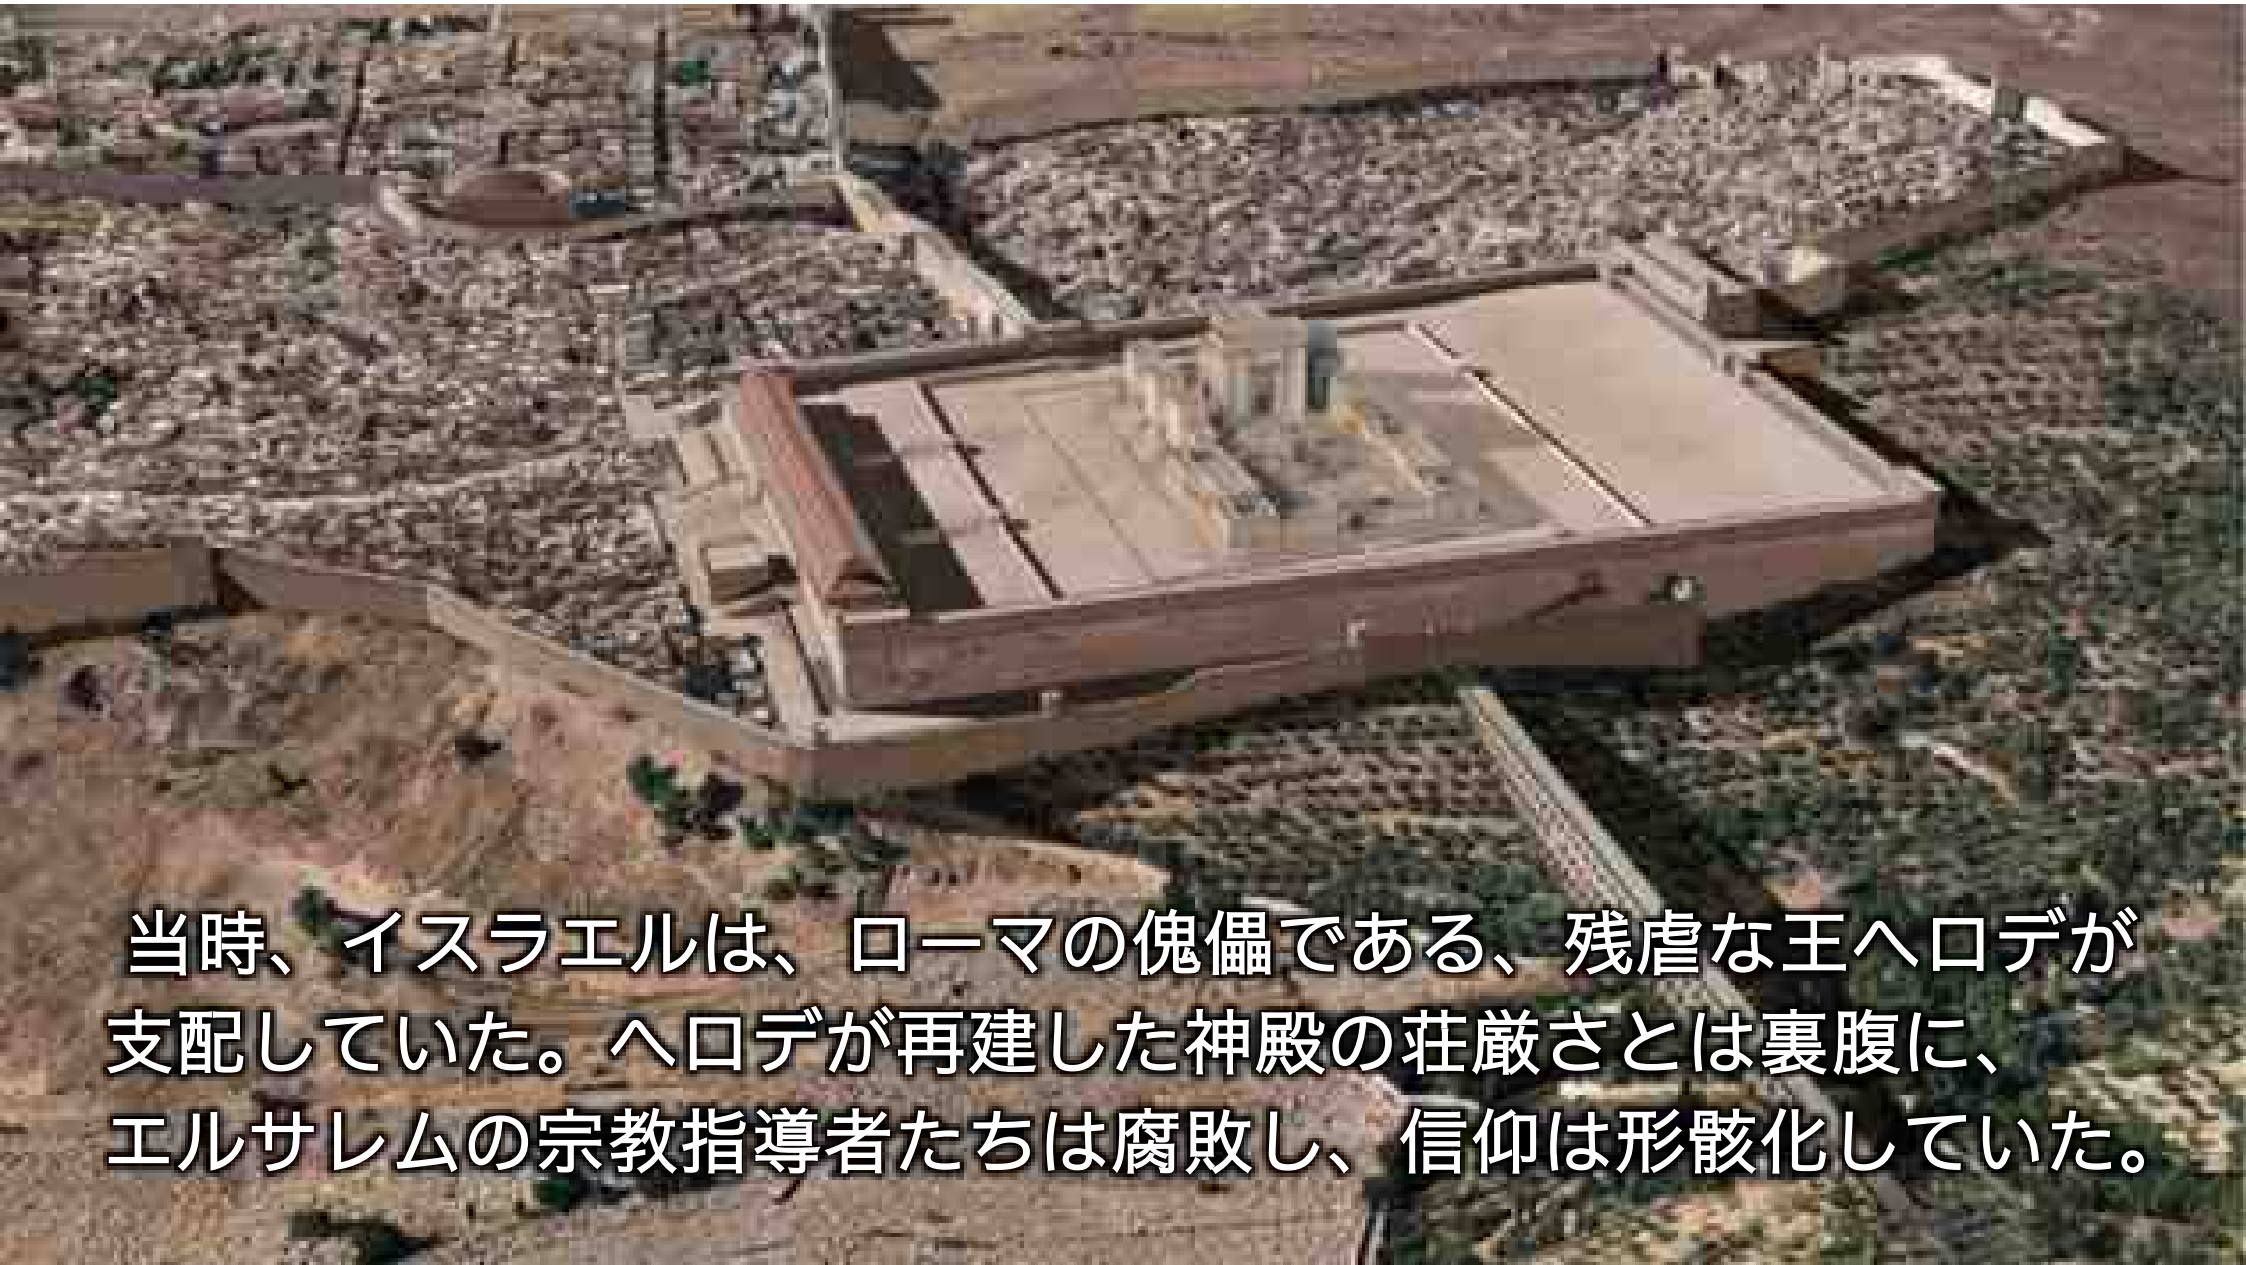 当時、イスラエルは、ローマの傀儡である、残虐な王ヘロデが
支配していた。ヘロデが再建した神殿の荘厳さとは裏腹に、
エルサレムの宗教指導者たちは腐敗し、信仰は形骸化していた。